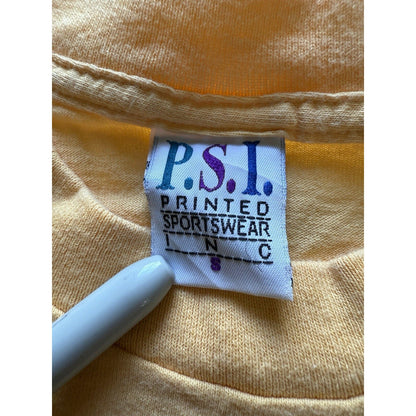 P.S.I.
PRINTED
SPORTSWEAR
I N C
S